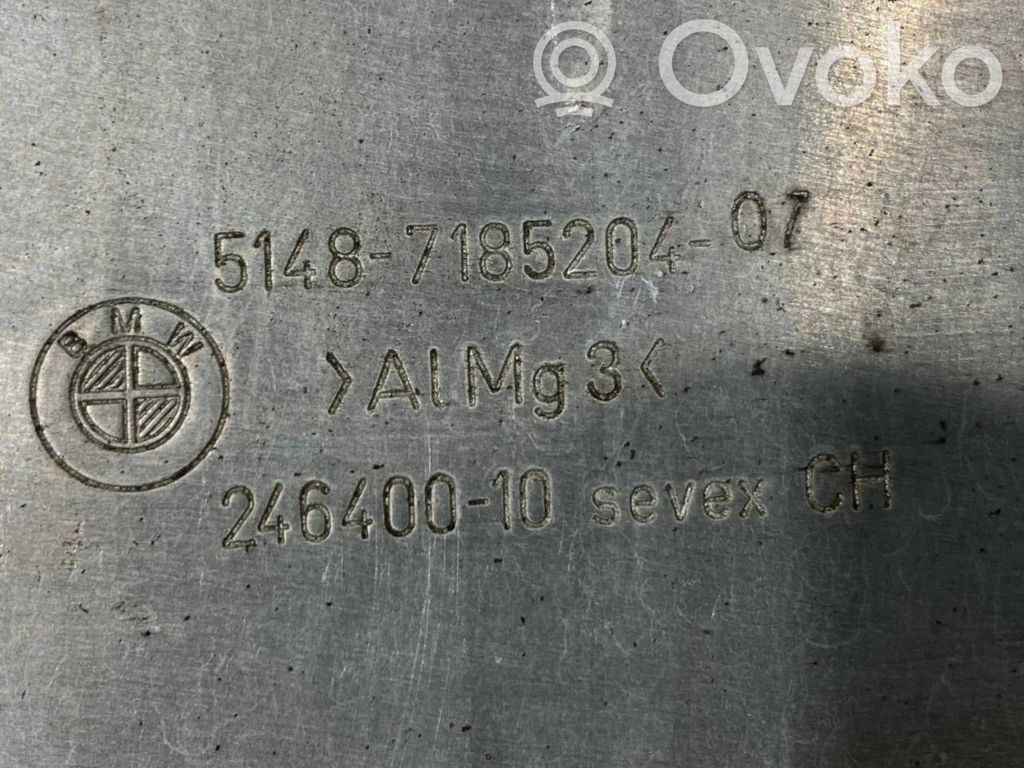 Ovoko
5148-7185204-07
BMW
>AlMg3<
246400-10 sevex CH